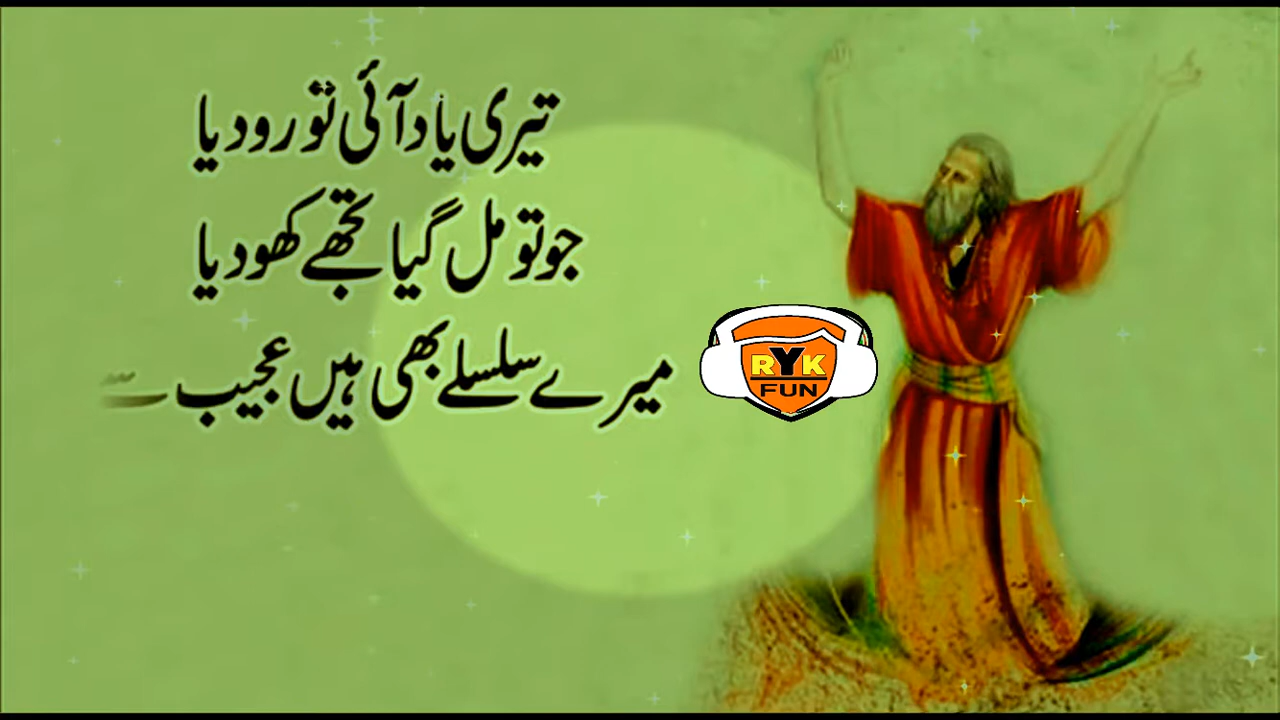 تیری یاد آئی تو رو دیا
جو تو مل گیا تجھے کھو دیا
میرے سلسلے بھی ہیں عجیب
RYK
FUN